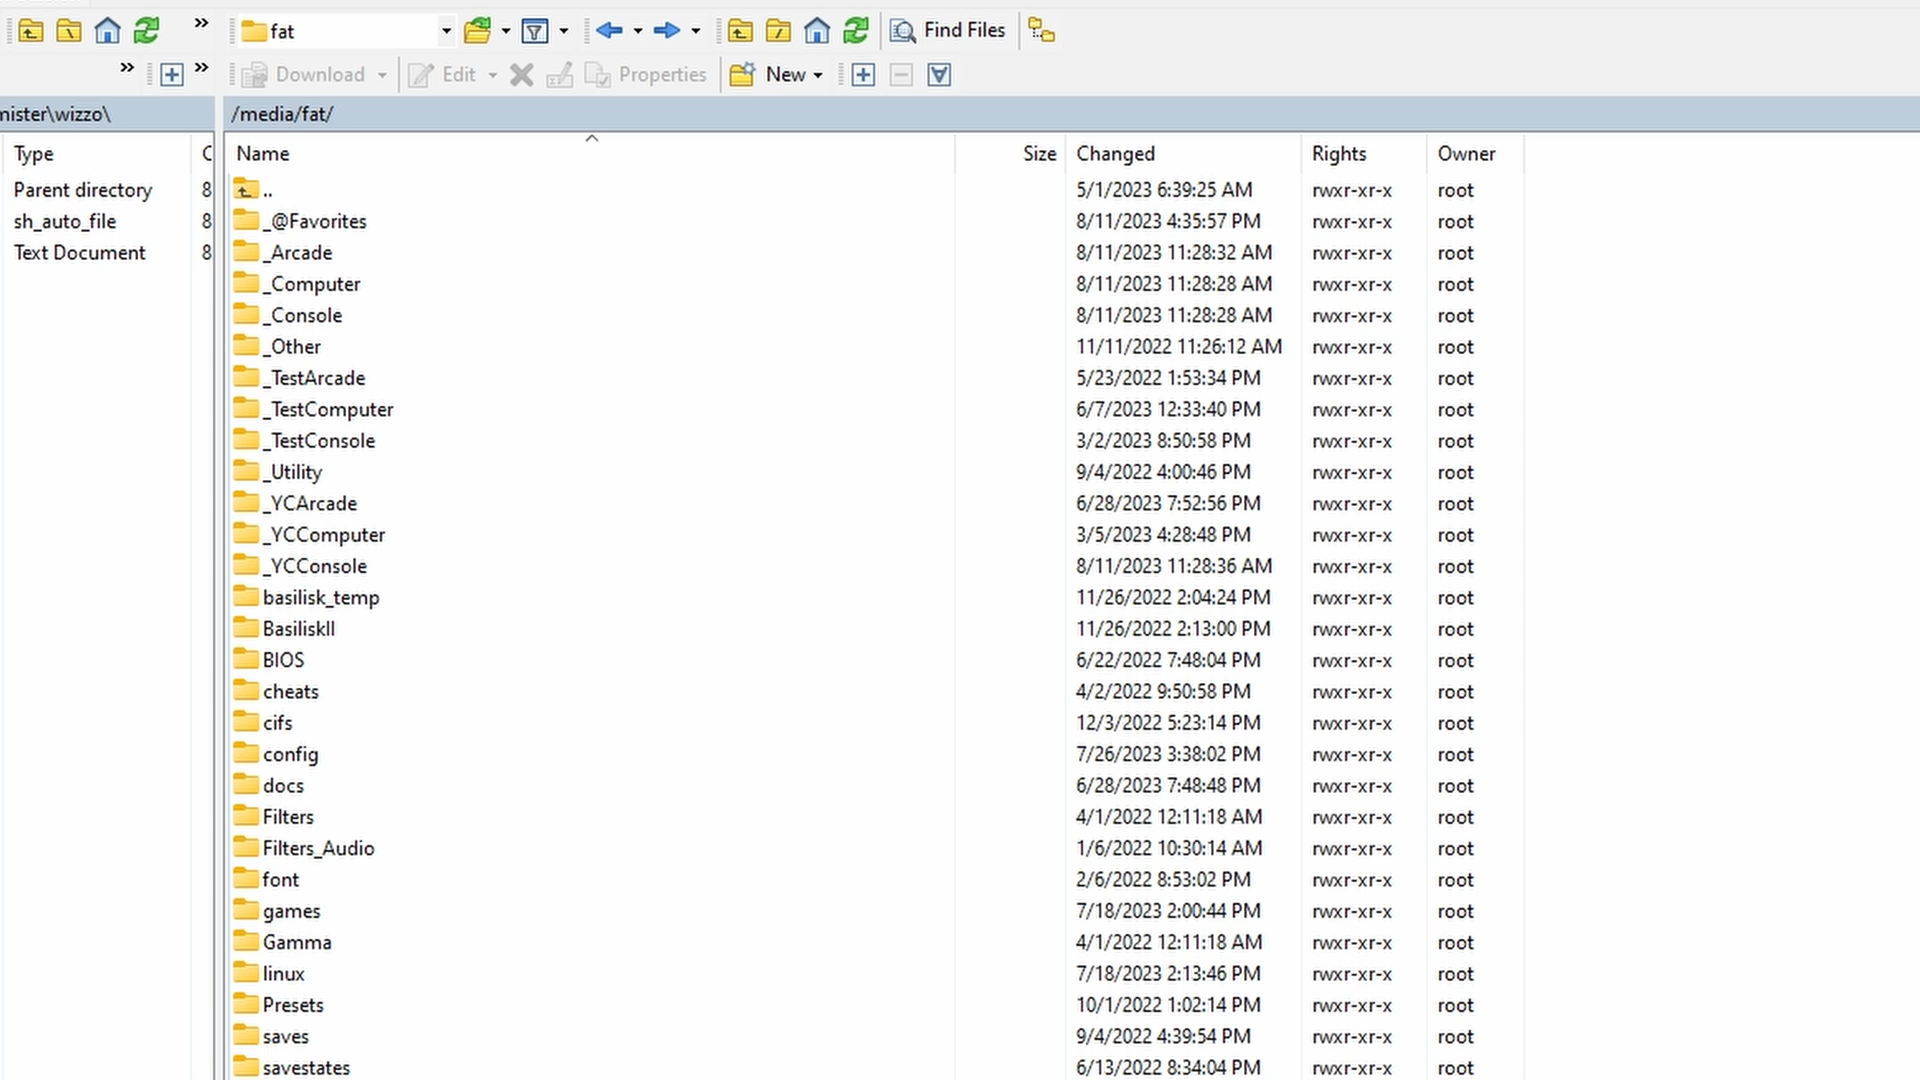 » fat Find Files
» » Download Edit Properties New
mister\wizzo\ /media/fat/
Type C Name Size Changed Rights Owner
Parent directory 8 .. 5/1/2023 6:39:25 AM rwxr-xr-x root
sh_auto_file 8 _@Favorites 8/11/2023 4:35:57 PM rwxr-xr-x root
Text Document 8 _Arcade 8/11/2023 11:28:32 AM rwxr-xr-x root
_Computer 8/11/2023 11:28:28 AM rwxr-xr-x root
_Console 8/11/2023 11:28:28 AM rwxr-xr-x root
_Other 11/11/2022 11:26:12 AM rwxr-xr-x root
_TestArcade 5/23/2022 1:53:34 PM rwxr-xr-x root
_TestComputer 6/7/2023 12:33:40 PM rwxr-xr-x root
_TestConsole 3/2/2023 8:50:58 PM rwxr-xr-x root
_Utility 9/4/2022 4:00:46 PM rwxr-xr-x root
_YCArcade 6/28/2023 7:52:56 PM rwxr-xr-x root
_YCComputer 3/5/2023 4:28:48 PM rwxr-xr-x root
_YCConsole 8/11/2023 11:28:36 AM rwxr-xr-x root
basilisk_temp 11/26/2022 2:04:24 PM rwxr-xr-x root
BasiliskII 11/26/2022 2:13:00 PM rwxr-xr-x root
BIOS 6/22/2022 7:48:04 PM rwxr-xr-x root
cheats 4/2/2022 9:50:58 PM rwxr-xr-x root
cifs 12/3/2022 5:23:14 PM rwxr-xr-x root
config 7/26/2023 3:38:02 PM rwxr-xr-x root
docs 6/28/2023 7:48:48 PM rwxr-xr-x root
Filters 4/1/2022 12:11:18 AM rwxr-xr-x root
Filters_Audio 1/6/2022 10:30:14 AM rwxr-xr-x root
font 2/6/2022 8:53:02 PM rwxr-xr-x root
games 7/18/2023 2:00:44 PM rwxr-xr-x root
Gamma 4/1/2022 12:11:18 AM rwxr-xr-x root
linux 7/18/2023 2:13:46 PM rwxr-xr-x root
Presets 10/1/2022 1:02:14 PM rwxr-xr-x root
saves 9/4/2022 4:39:54 PM rwxr-xr-x root
savestates 6/13/2022 8:34:04 PM rwxr-xr-x root